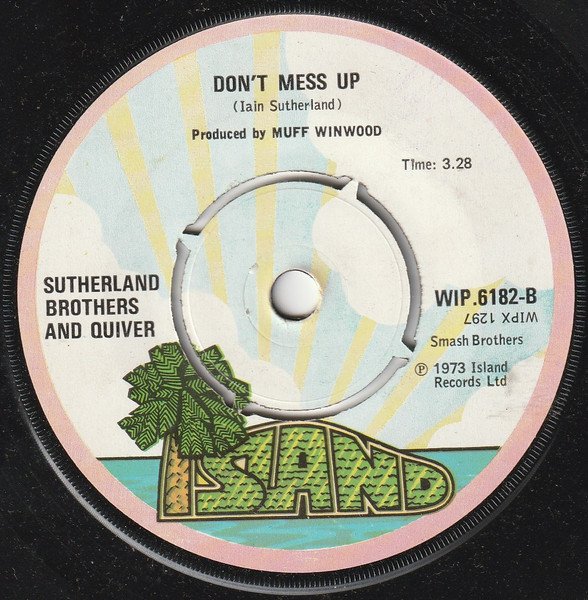 DON'T MESS UP
(Iain Sutherland)
Produced by MUFF WINWOOD
Time: 3.28
SUTHERLAND
BROTHERS
AND QUIVER
WIP.6182-B
WIPX 1297
Smash Brothers
℗ 1973 Island
Records Ltd
ISLAND